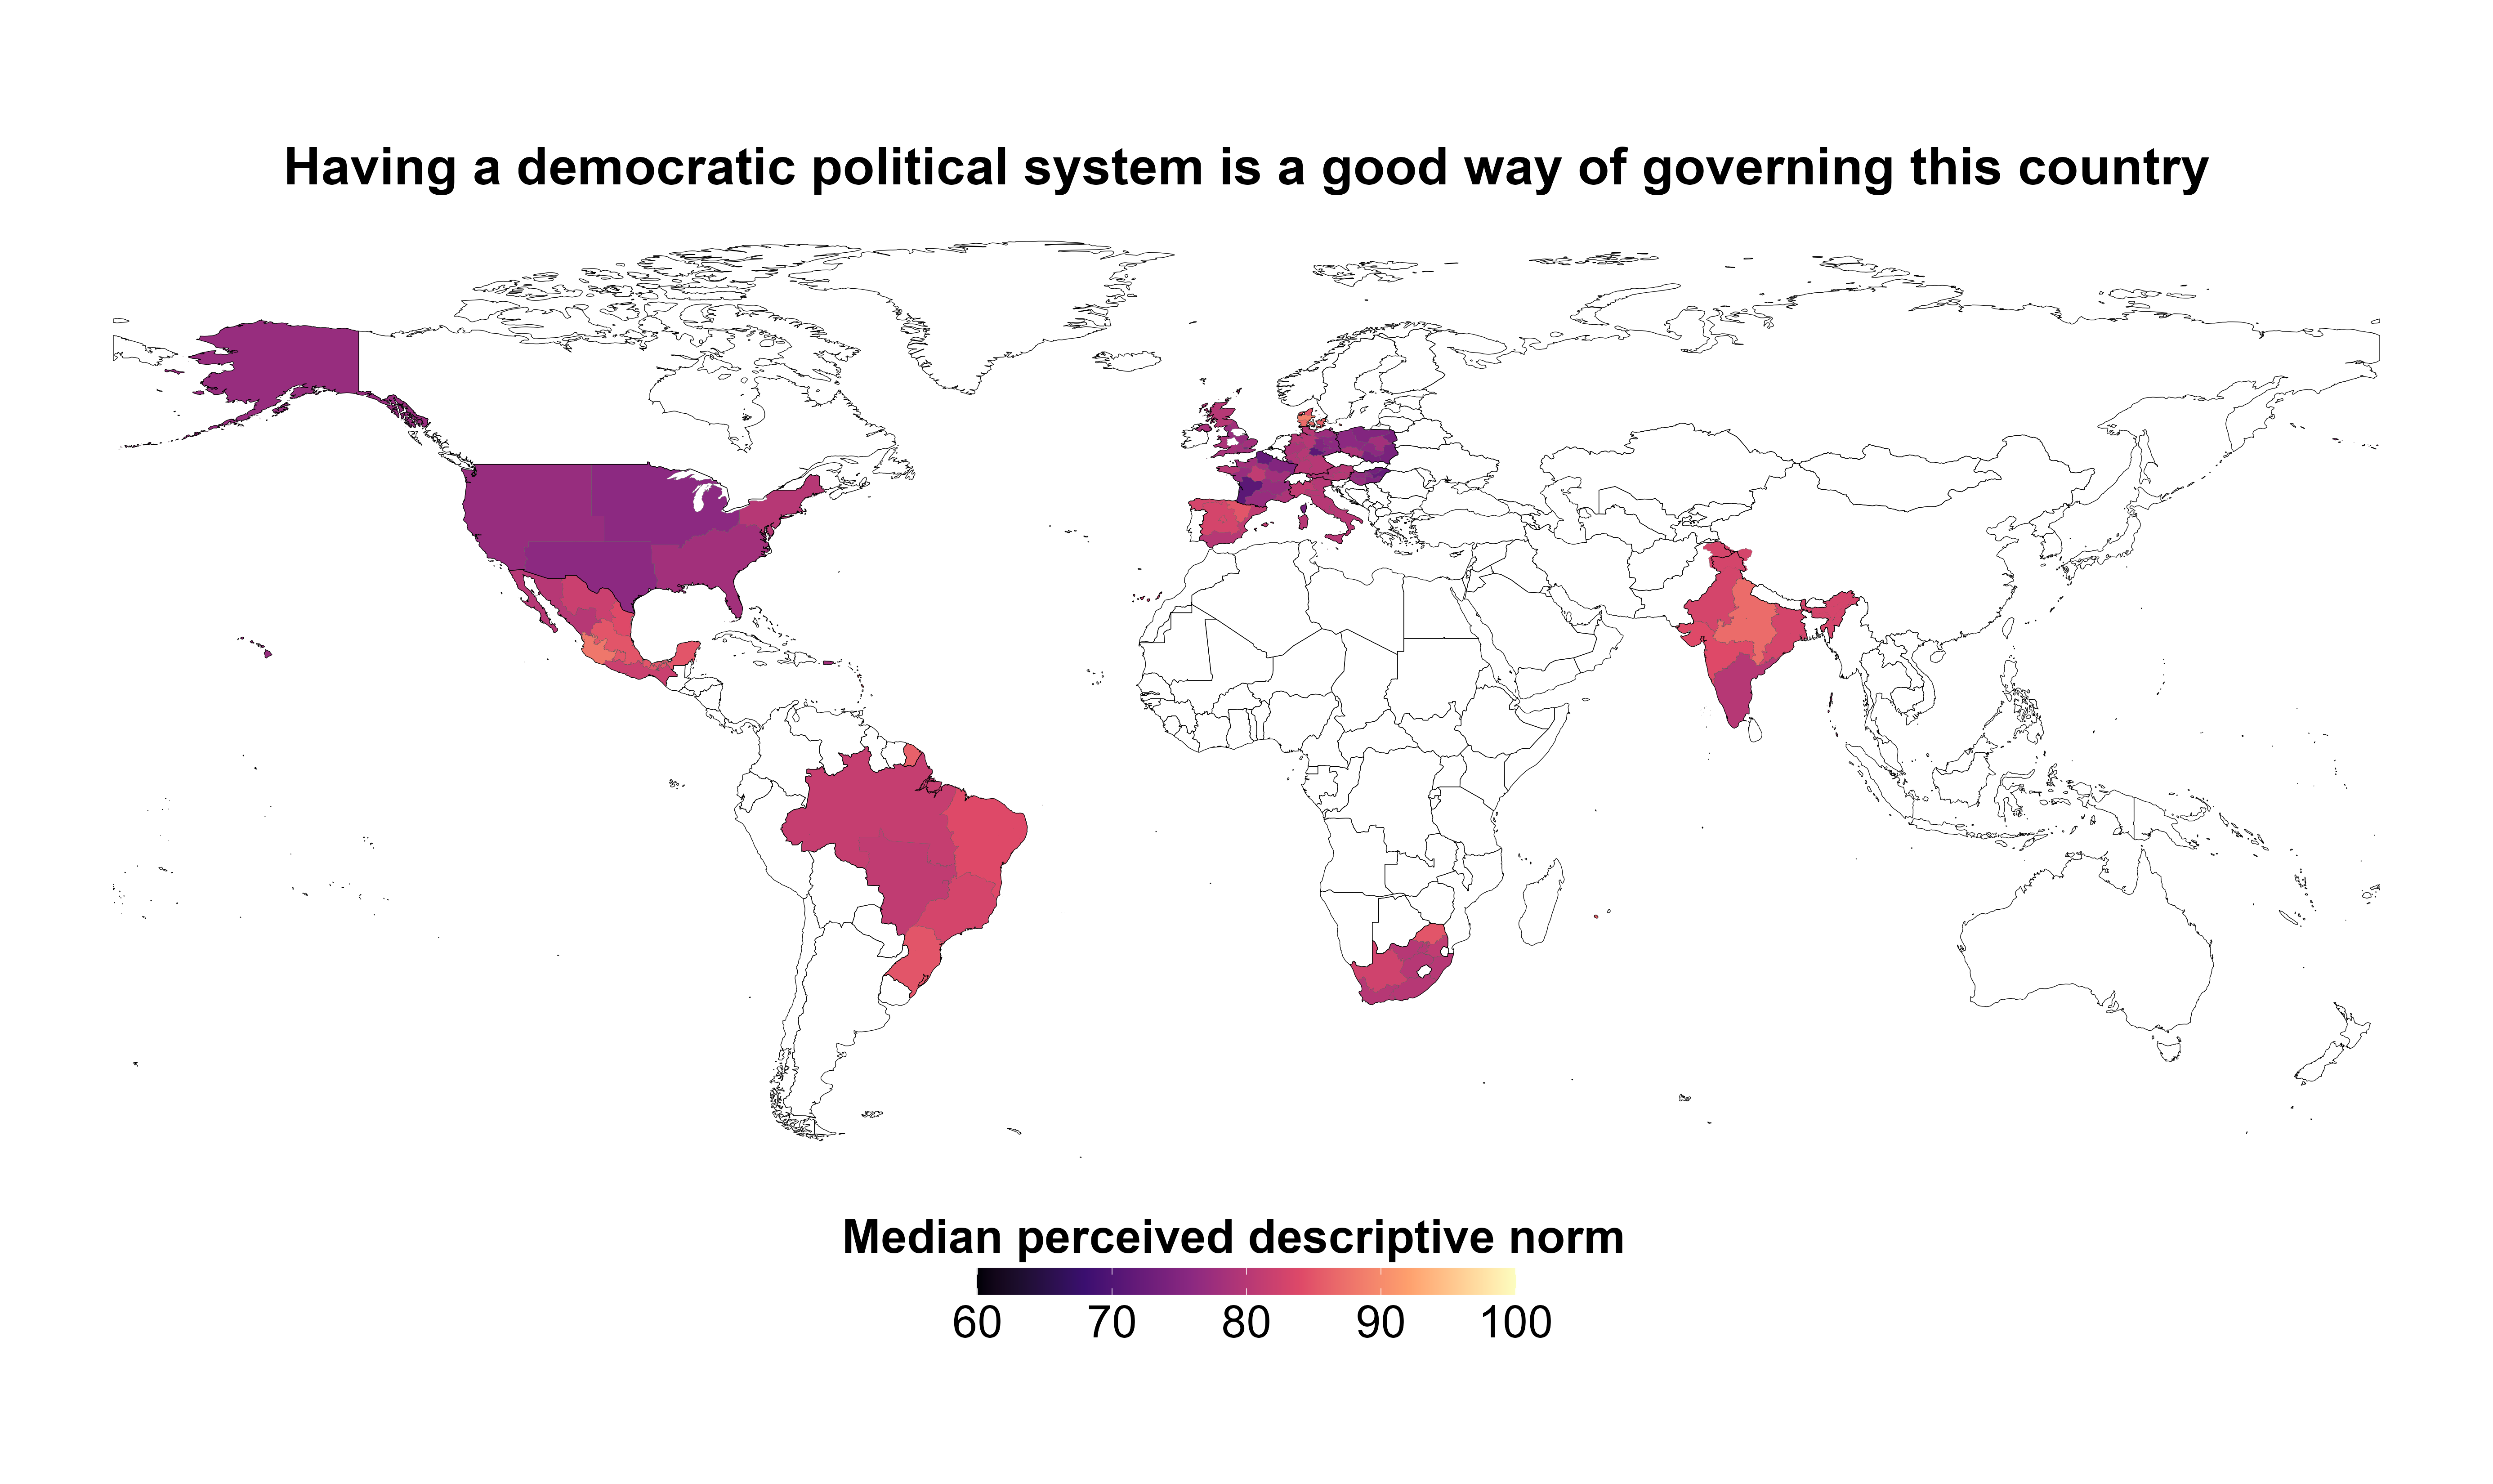 Having a democratic political system is a good way of governing this country
Median perceived descriptive norm
60 70 80 90 100